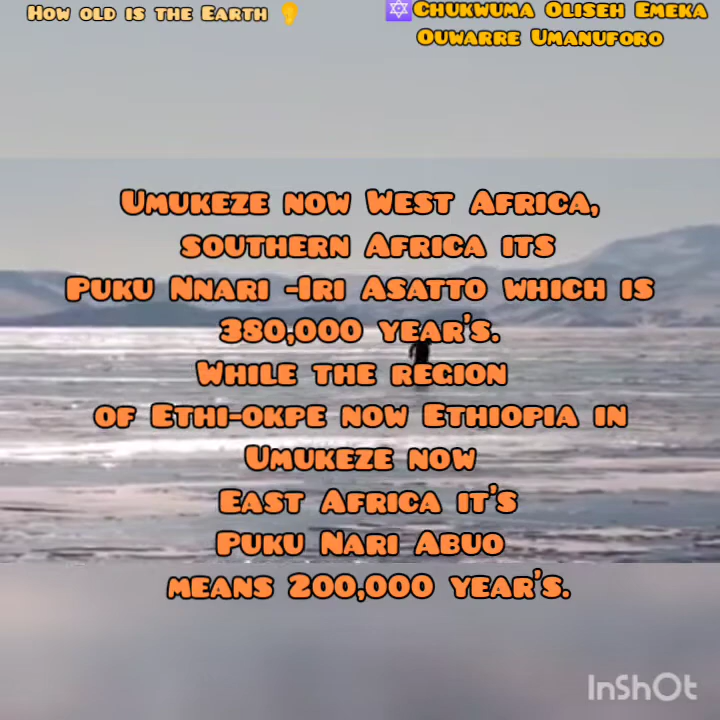 How old is the Earth
Chukwuma Oliseh Emeka
Ouwarre Umanuforo
Umukeze now West Africa,
southern Africa its
Puku Nnari -Iri Asatto which is
380,000 year's.
While the region
of Ethi-okpe now Ethiopia in
Umukeze now
East Africa it's
Puku Nari Abuo
means 200,000 year's.
InShOt